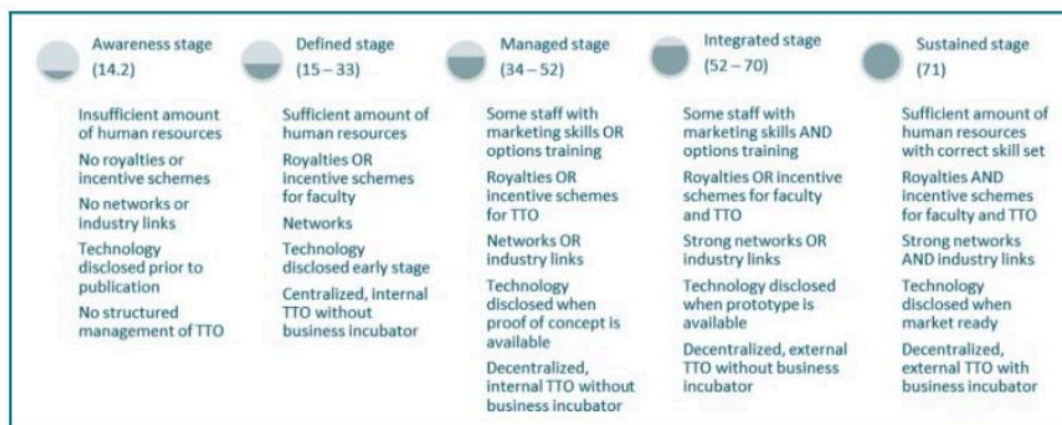 Awareness stage
(14.2)
Insufficient amount
of human resources
No royalties or
incentive schemes
No networks or
industry links
Technology
disclosed prior to
publication
No structured
management of TTO
Defined stage
(15 – 33)
Sufficient amount of
human resources
Royalties OR
incentive schemes
for faculty
Networks
Technology
disclosed early stage
Centralized, internal
TTO without
business incubator
Managed stage
(34 – 52)
Some staff with
marketing skills OR
options training
Royalties OR
incentive schemes
for TTO
Networks OR
industry links
Technology
disclosed when
proof of concept is
available
Decentralized,
internal TTO without
business incubator
Integrated stage
(52 – 70)
Some staff with
marketing skills AND
options training
Royalties OR incentive
schemes for faculty
and TTO
Strong networks OR
industry links
Technology disclosed
when prototype is
available
Decentralized, external
TTO without business
incubator
Sustained stage
(71)
Sufficient amount of
human resources
with correct skill set
Royalties AND
incentive schemes
for faculty and TTO
Strong networks
AND industry links
Technology
disclosed when
market ready
Decentralized,
external TTO with
business incubator